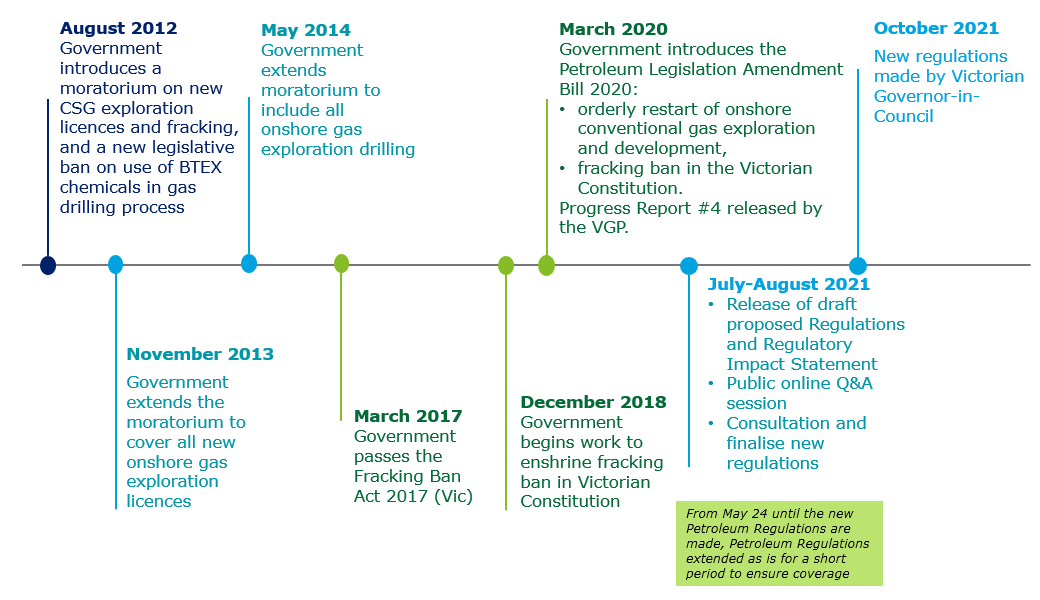 August 2012
Government
introduces a
moratorium on new
CSG exploration
licences and fracking,
and a new legislative
ban on use of BTEX
chemicals in gas
drilling process
November 2013
Government
extends the
moratorium to
cover all new
onshore gas
exploration
licences
May 2014
Government
extends
moratorium to
include all
onshore gas
exploration drilling
March 2017
Government
passes the
Fracking Ban
Act 2017 (Vic)
December 2018
Government
begins work to
enshrine fracking
ban in Victorian
Constitution
March 2020
Government introduces the
Petroleum Legislation Amendment
Bill 2020:
• orderly restart of onshore
conventional gas exploration
and development,
• fracking ban in the Victorian
Constitution.
Progress Report #4 released by
the VGP.
July-August 2021
• Release of draft
proposed Regulations
and Regulatory
Impact Statement
• Public online Q&A
session
• Consultation and
finalise new
regulations
From May 24 until the new
Petroleum Regulations are
made, Petroleum Regulations
extended as is for a short
period to ensure coverage
October 2021
New regulations
made by Victorian
Governor-in-
Council